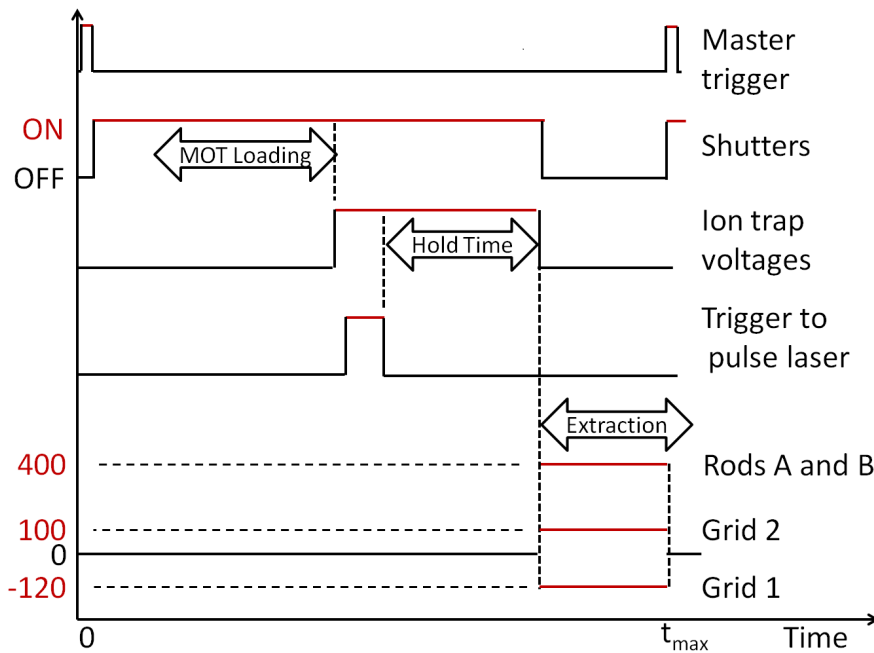 Master
trigger
ON
OFF
Shutters
MOT Loading
Ion trap
voltages
Hold Time
Trigger to
pulse laser
Extraction
400
Rods A and B
100
Grid 2
0
-120
Grid 1
0
tmax
Time